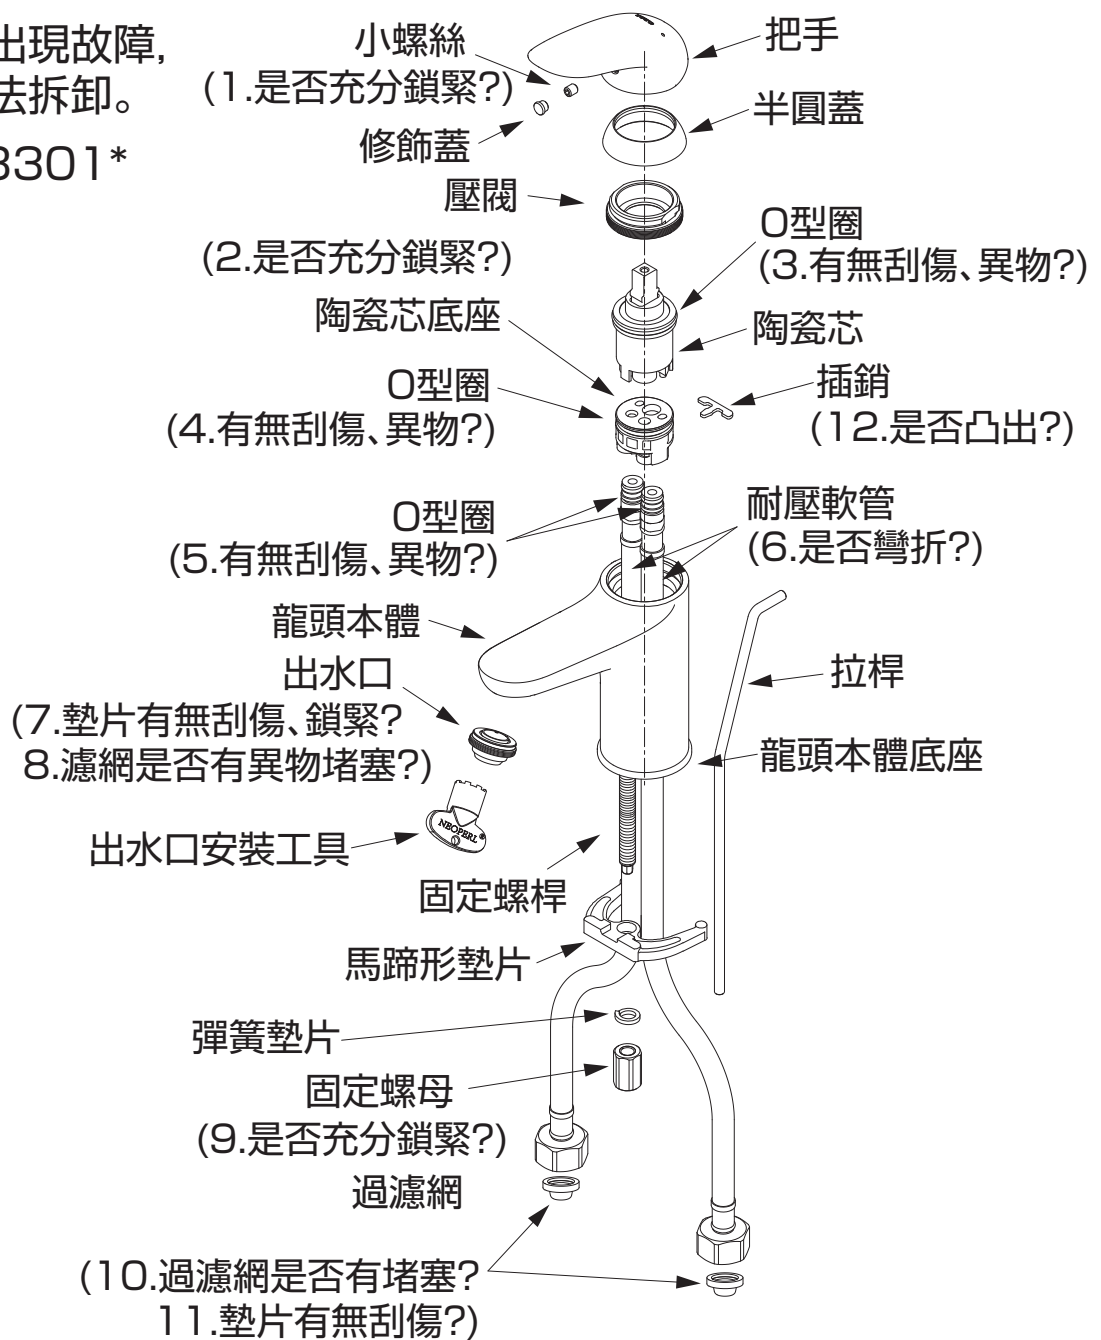 出現故障,
法拆卸。
3301*
小螺絲
(1.是否充分鎖緊?)
把手
修飾蓋
半圓蓋
壓閥
(2.是否充分鎖緊?)
O型圈
(3.有無刮傷、異物?)
陶瓷芯底座
陶瓷芯
O型圈
(4.有無刮傷、異物?)
插銷
(12.是否凸出?)
O型圈
(5.有無刮傷、異物?)
耐壓軟管
(6.是否彎折?)
龍頭本體
出水口
(7.墊片有無刮傷、鎖緊?
8.濾網是否有異物堵塞?)
拉桿
龍頭本體底座
NEOPERL®
出水口安裝工具
固定螺桿
馬蹄形墊片
彈簧墊片
固定螺母
(9.是否充分鎖緊?)
過濾網
(10.過濾網是否有堵塞?
11.墊片有無刮傷?)